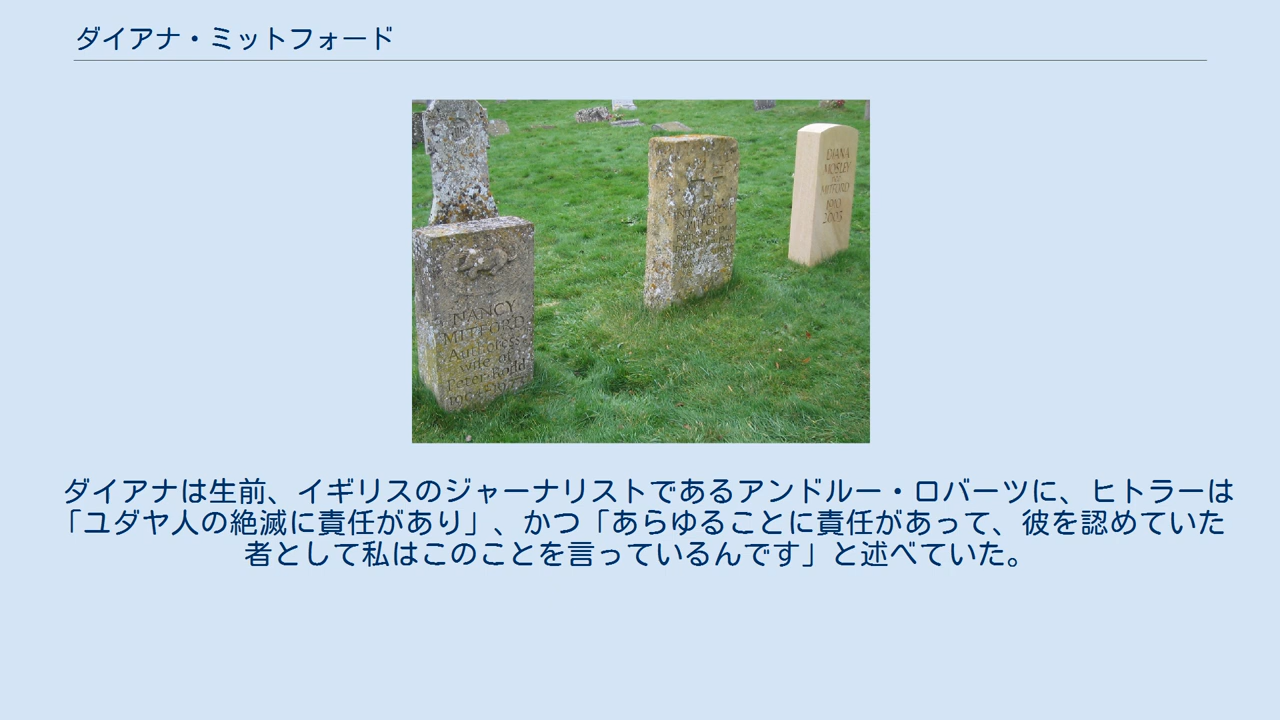 ダイアナ・ミットフォード
NANCY
MITFORD
Authoress
wife of
Peter Rodd
DIANA
MOSLEY
MITFORD
1910
2003
ダイアナは生前、イギリスのジャーナリストであるアンドルー・ロバーツに、ヒトラーは
「ユダヤ人の絶滅に責任があり」、かつ「あらゆることに責任があって、彼を認めていた
者として私はこのことを言っているんです」と述べていた。